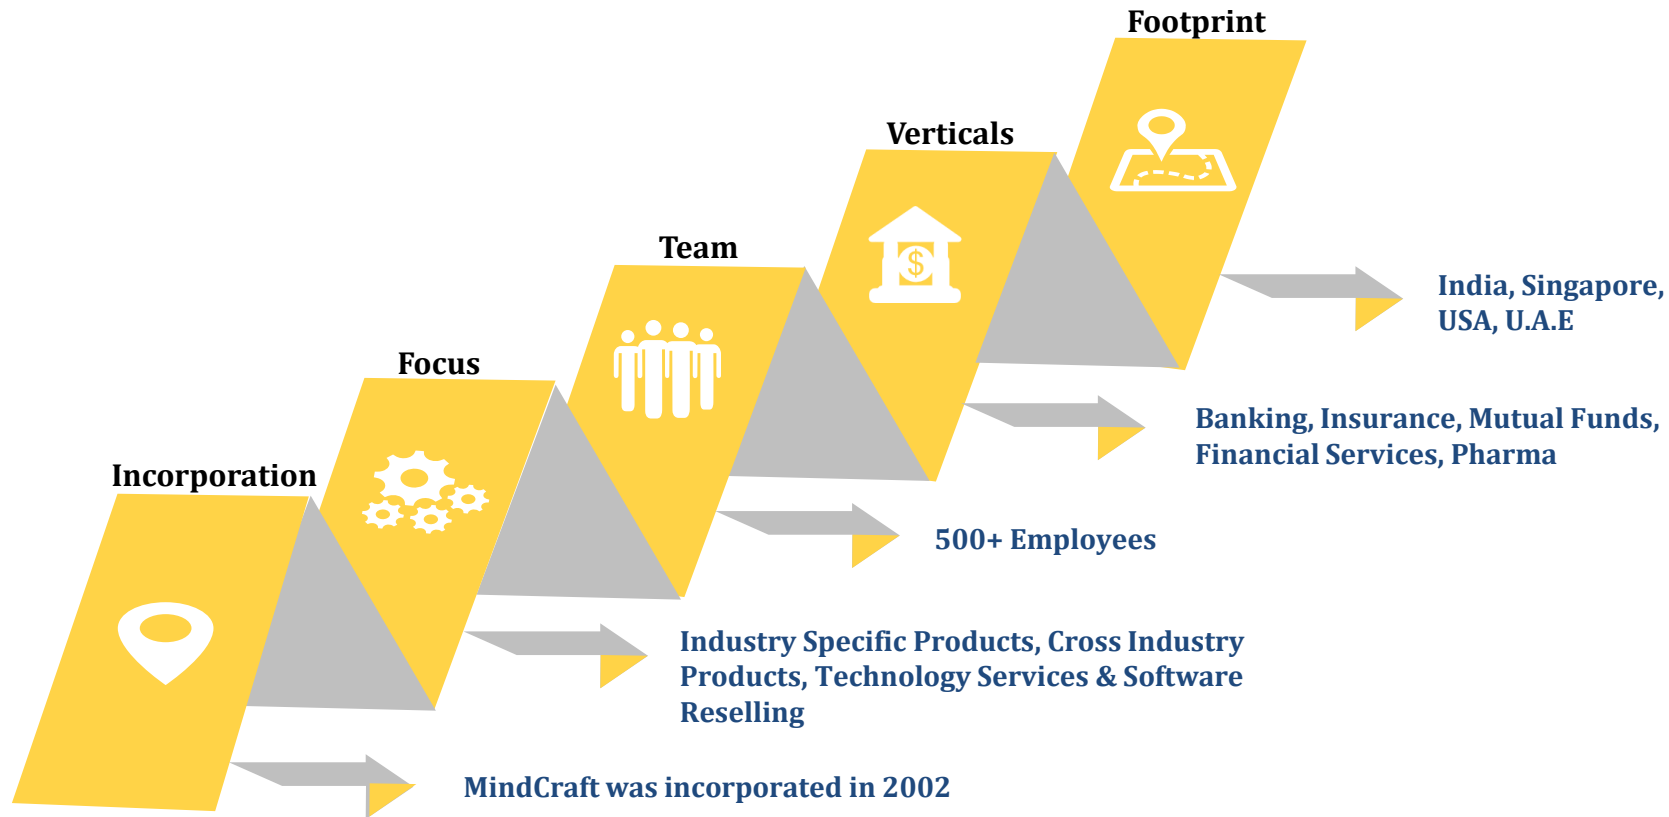 Footprint
India, Singapore,
USA, U.A.E
Verticals
$
Banking, Insurance, Mutual Funds,
Financial Services, Pharma
Team
500+ Employees
Focus
Industry Specific Products, Cross Industry
Products, Technology Services & Software
Reselling
Incorporation
MindCraft was incorporated in 2002